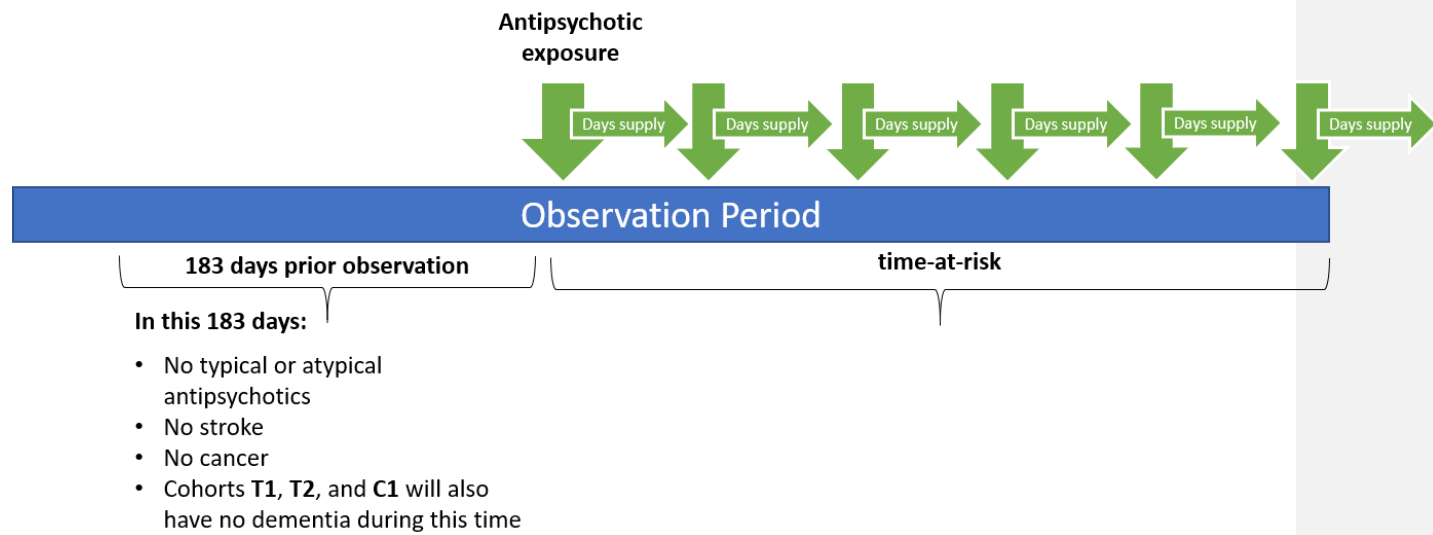 Antipsychotic
exposure
Days supply
Days supply
Days supply
Days supply
Days supply
Days supply
Observation Period
183 days prior observation
time-at-risk
In this 183 days:
• No typical or atypical
antipsychotics
• No stroke
• No cancer
• Cohorts T1, T2, and C1 will also
have no dementia during this time